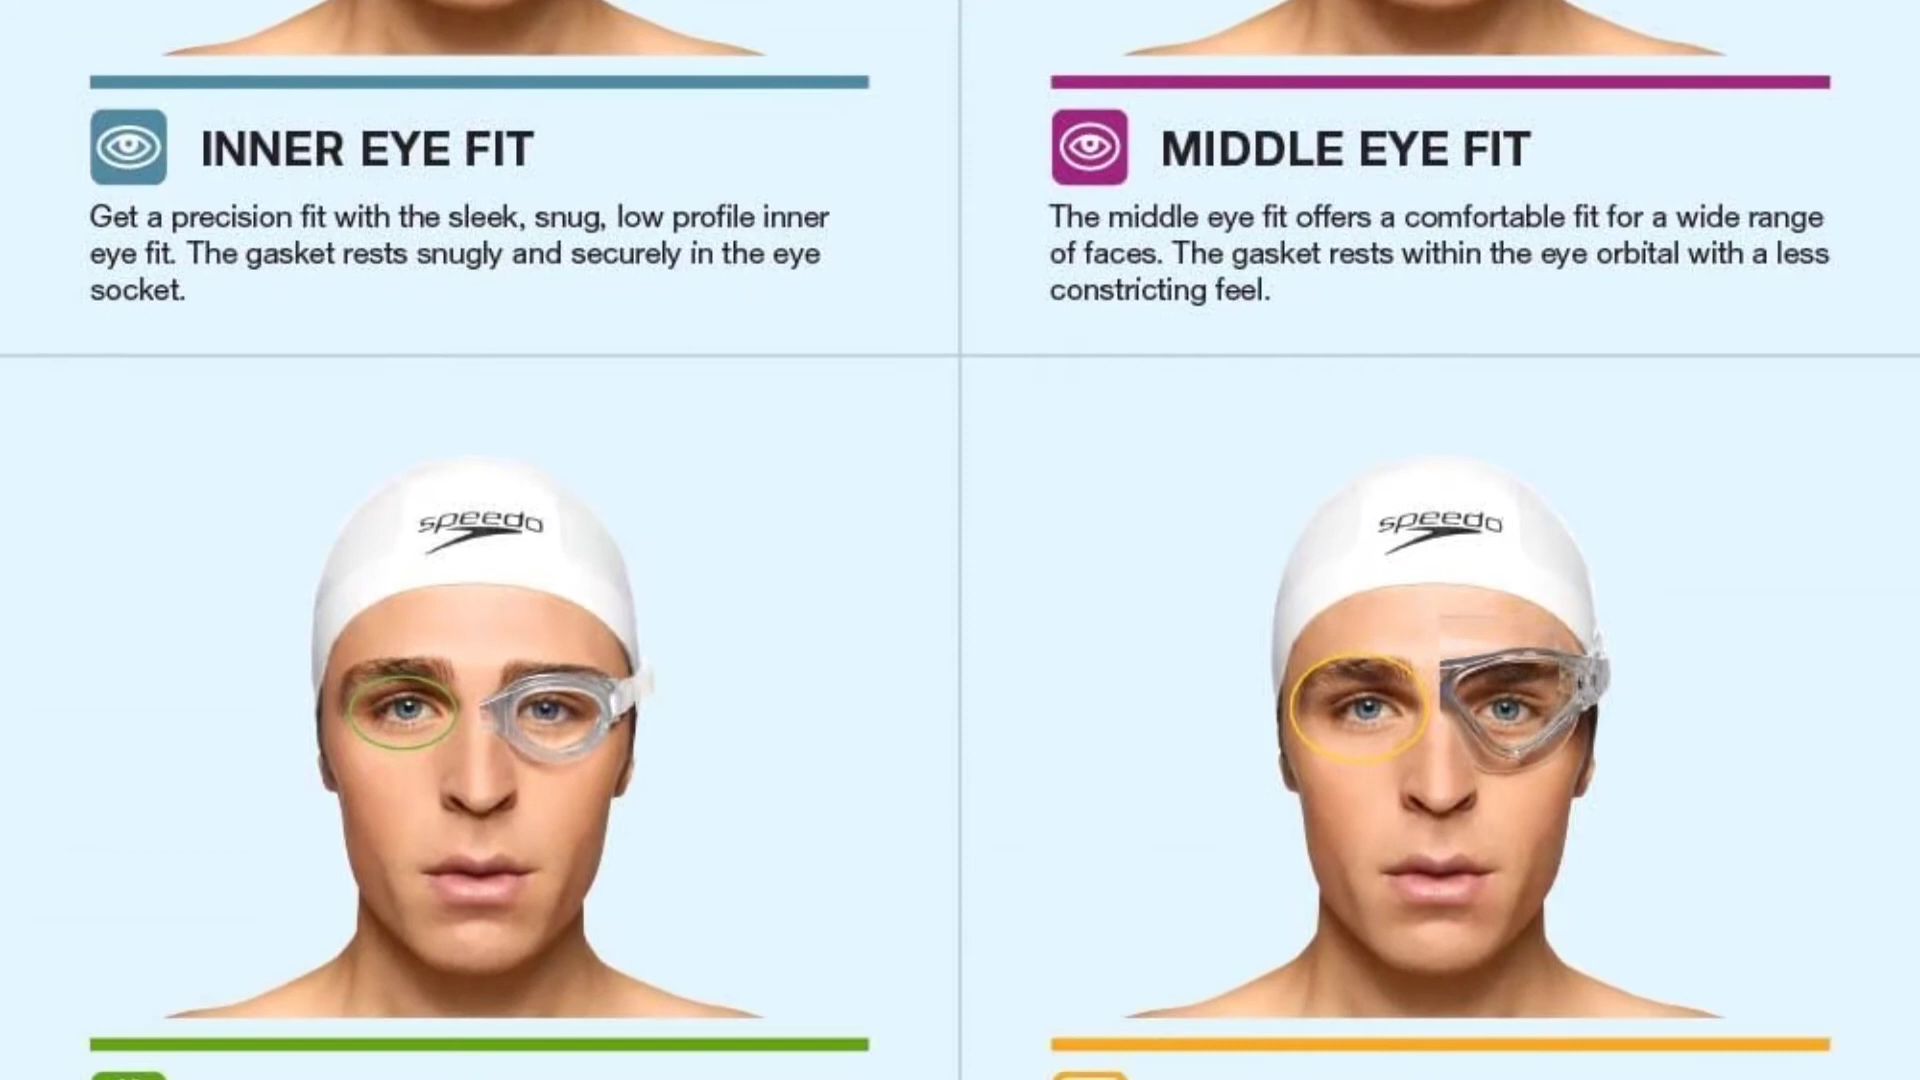 INNER EYE FIT
Get a precision fit with the sleek, snug, low profile inner
eye fit. The gasket rests snugly and securely in the eye
socket.
MIDDLE EYE FIT
The middle eye fit offers a comfortable fit for a wide range
of faces. The gasket rests within the eye orbital with a less
constricting feel.
speedo
speedo